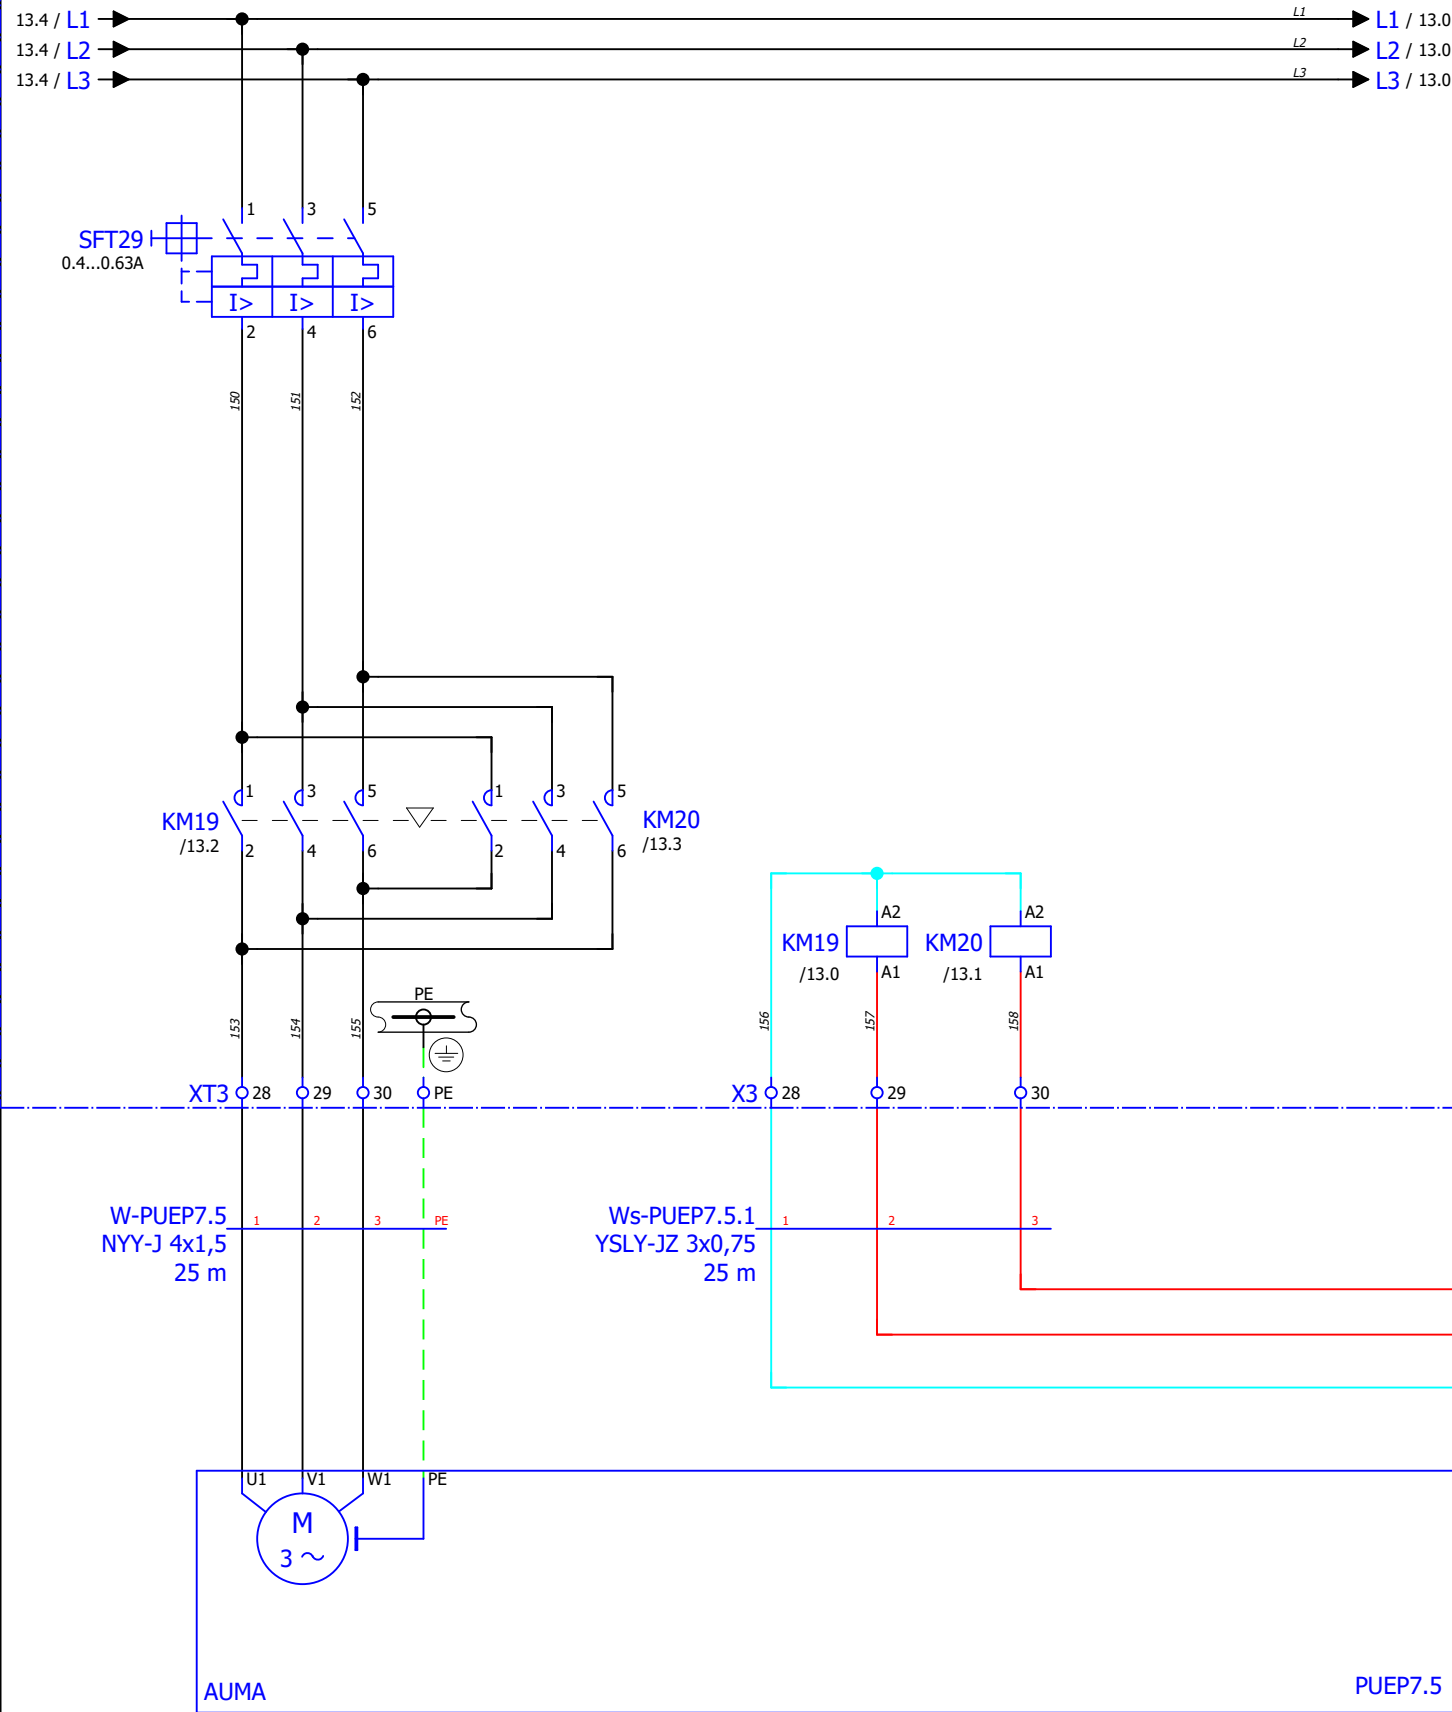 13.4 / L1 L1 L1 / 13.0
13.4 / L2 L2 L2 / 13.0
13.4 / L3 L3 L3 / 13.0
1 3 5
SFT29
0.4...0.63A
I> I> I>
2 4 6
150 151 152
1 3 5 1 3 5
KM19 KM20
/13.2 /13.3
2 4 6 2 4 6
A2 A2
KM19 KM20
/13.0 A1 /13.1 A1
PE
153 154 155 156 157 158
XT3 28 29 30 PE X3 28 29 30
W-PUEP7.5 1 2 3 PE Ws-PUEP7.5.1 1 2 3
NYY-J 4x1,5 YSLY-JZ 3x0,75
25 m 25 m
U1 V1 W1 PE
M
3 ~
AUMA PUEP7.5